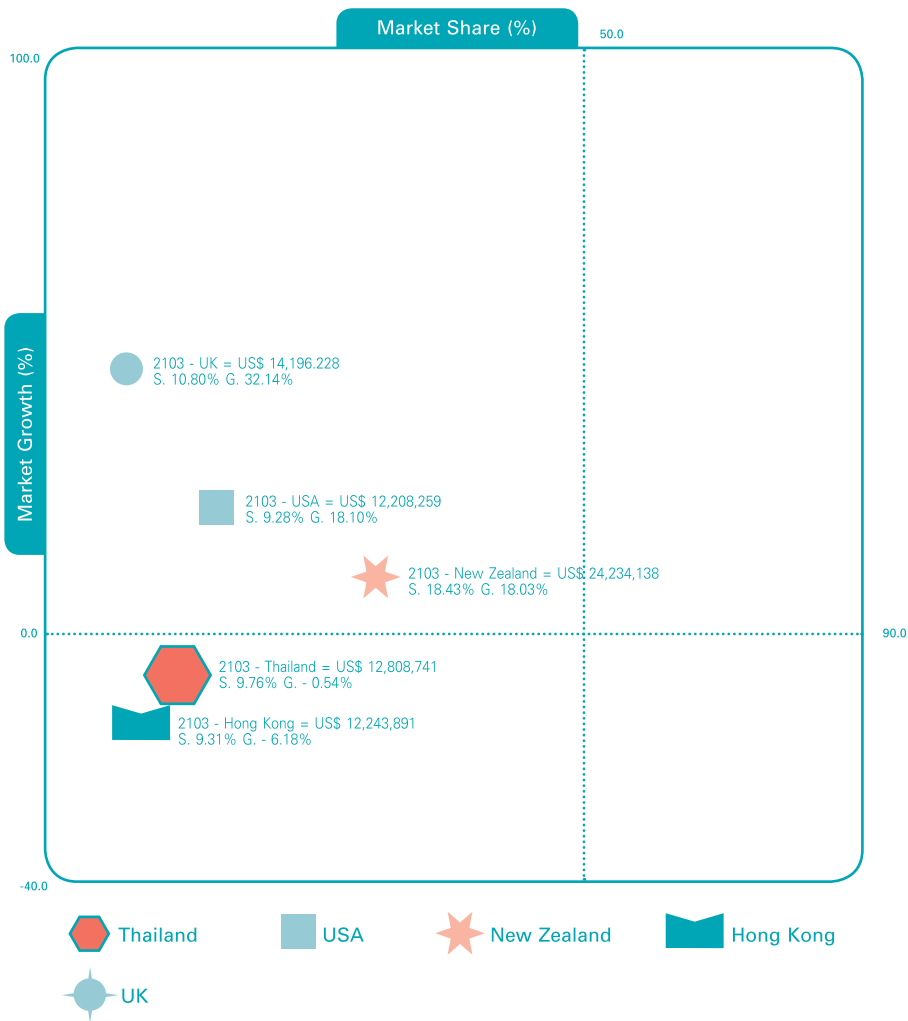 Market Share (%)
50.0
100.0
Market Growth (%)
2103 - UK = US$ 14,196.228
S. 10.80% G. 32.14%
2103 - USA = US$ 12,208,259
S. 9.28% G. 18.10%
2103 - New Zealand = US$ 24,234,138
S. 18.43% G. 18.03%
0.0
90.0
2103 - Thailand = US$ 12,808,741
S. 9.76% G. - 0.54%
2103 - Hong Kong = US$ 12,243,891
S. 9.31% G. - 6.18%
-40.0
Thailand
USA
New Zealand
Hong Kong
UK